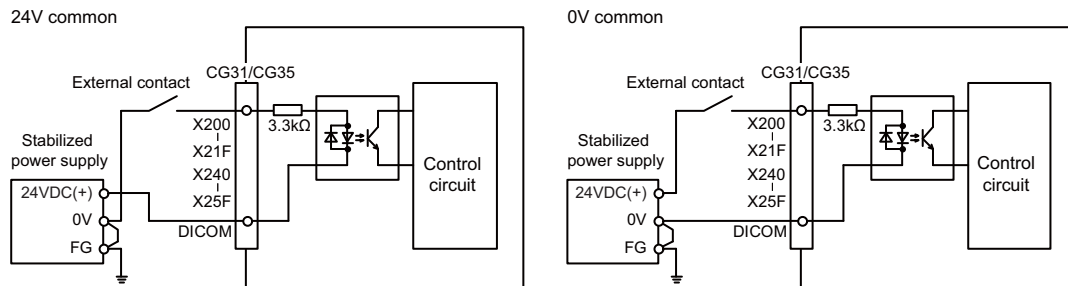 24V common
CG31/CG35
External contact
X200
X21F
X240
X25F
3.3kΩ
Control
circuit
Stabilized
power supply
24VDC(+)
0V
FG
DICOM
0V common
CG31/CG35
External contact
X200
X21F
X240
X25F
3.3kΩ
Control
circuit
Stabilized
power supply
24VDC(+)
0V
FG
DICOM